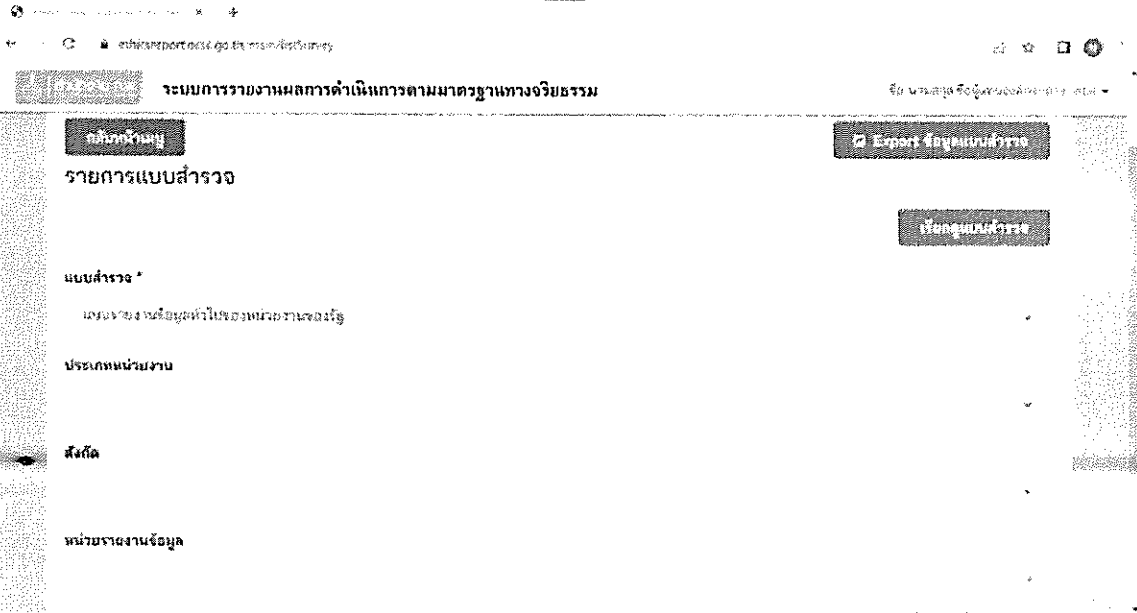 ระบบการรายงานผลการดำเนินการตามมาตรฐานทางจริยธรรม
กลับหน้าเมนู
Export ข้อมูลแบบสำรวจ
รายการแบบสำรวจ
เรียกดูแบบสำรวจ
แบบสำรวจ *
แบบรายงานข้อมูลทั่วไปของหน่วยงานของรัฐ
ประเภทหน่วยงาน
สังกัด
หน่วยรายงานข้อมูล